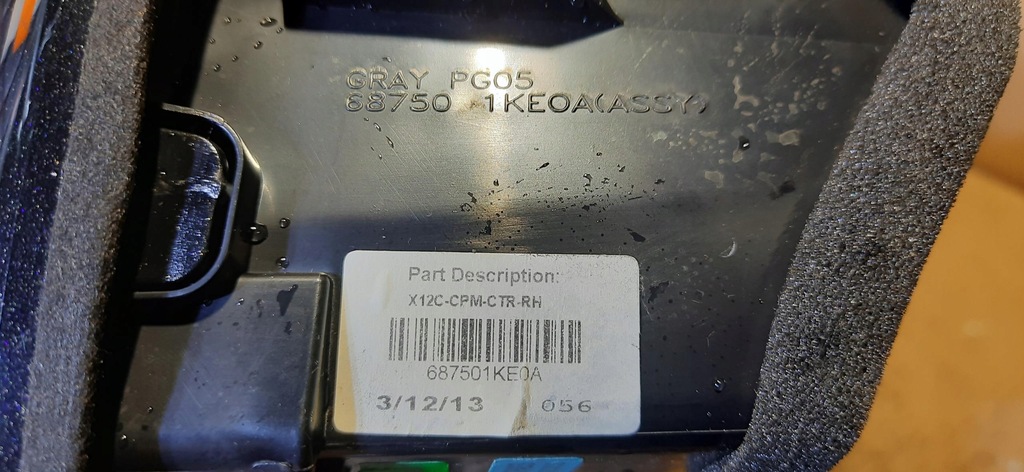 GRAY PG05
68750 1KE0A(ASSY)
Part Description:
X12C-CPM-CTR-RH
687501KE0A
3/12/13 056